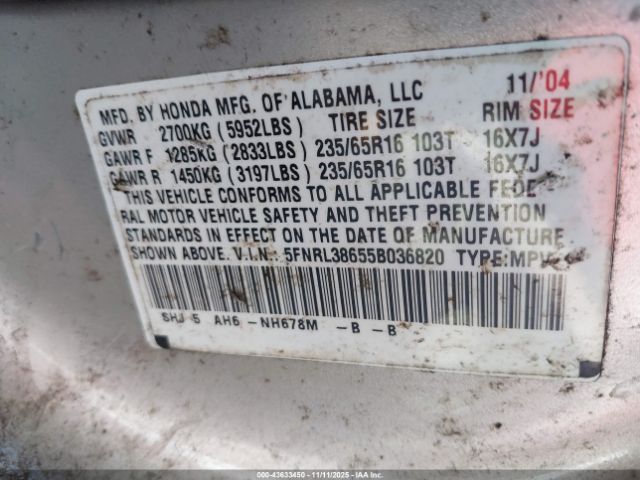 MFD. BY HONDA MFG. OF ALABAMA, LLC 11/'04
GVWR 2700KG (5952LBS) TIRE SIZE RIM SIZE
GAWR F 1285KG (2833LBS) 235/65R16 103T 16X7J
GAWR R 1450KG (3197LBS) 235/65R16 103T 16X7J
THIS VEHICLE CONFORMS TO ALL APPLICABLE FEDE
RAL MOTOR VEHICLE SAFETY AND THEFT PREVENTION
STANDARDS IN EFFECT ON THE DATE OF MANUFACTURE
SHOWN ABOVE. V.I.N.: 5FNRL38655B036820 TYPE:MPV
SHJ 5 AH6 -NH678M -B -B
000-43633450 - 11/11/2025 -